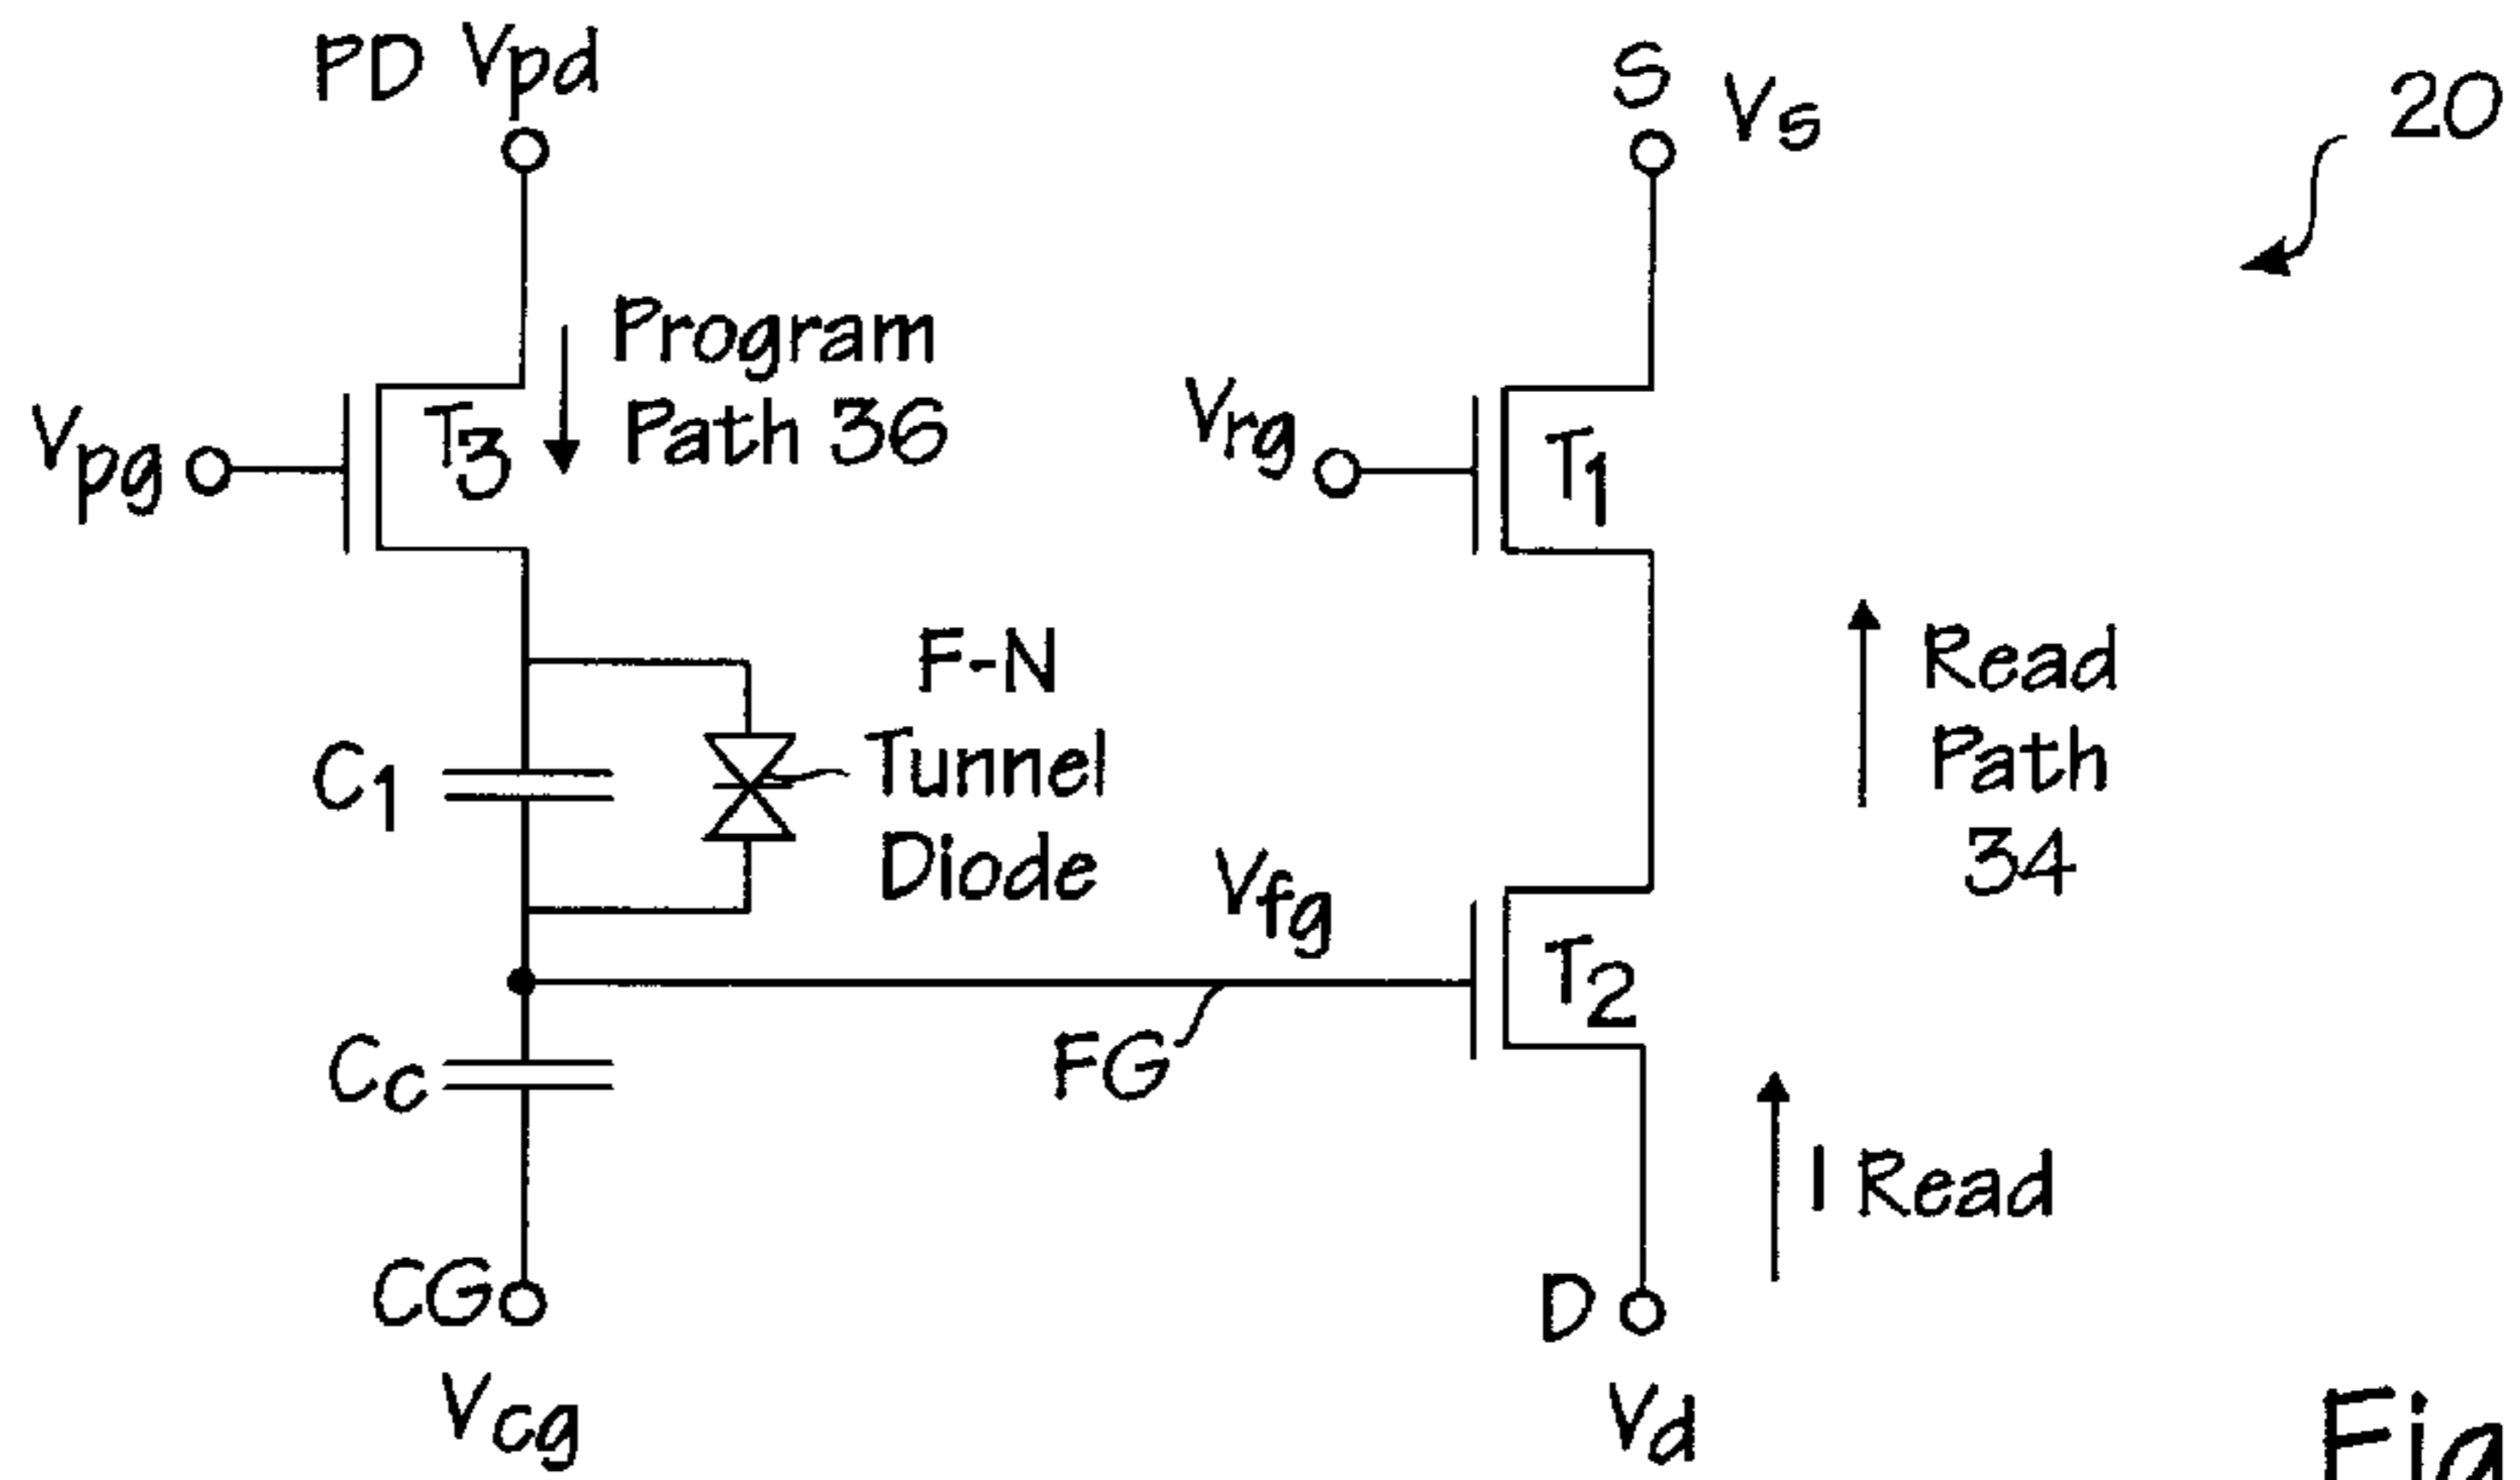 PD Vpd
S Vs
20
Program
Path 36
Vpg
T3
Vrg
T1
F-N
Tunnel
Diode
C1
Read
Path
34
Vfg
T2
FG
Cc
I Read
CG
D
Vcg
Vd
Fig